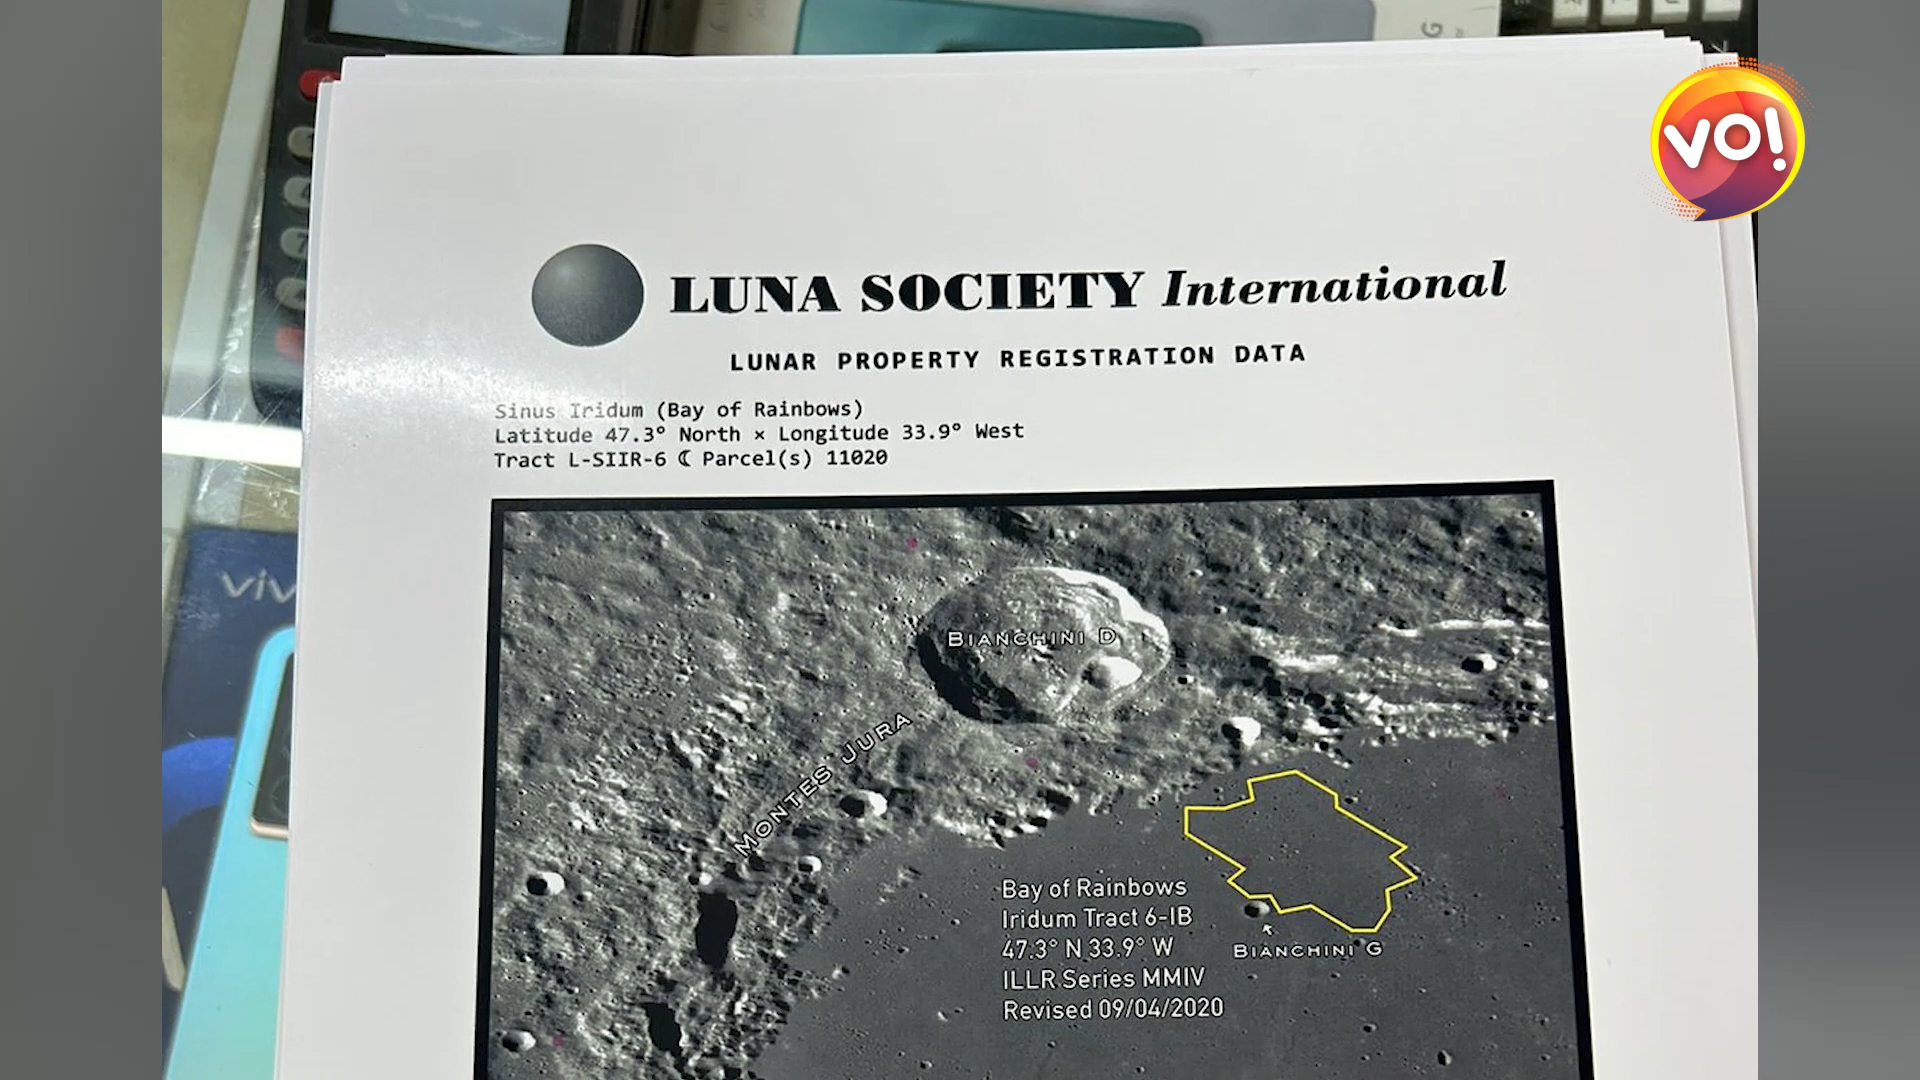 VO!
LUNA SOCIETY International
LUNAR PROPERTY REGISTRATION DATA
Sinus Iridum (Bay of Rainbows)
Latitude 47.3° North × Longitude 33.9° West
Tract L-SIIR-6 ☾ Parcel(s) 11020
BIANCHINI D
MONTES JURA
Bay of Rainbows
Iridum Tract 6-IB
47.3° N 33.9° W
ILLR Series MMIV
Revised 09/04/2020
BIANCHINI G
viv